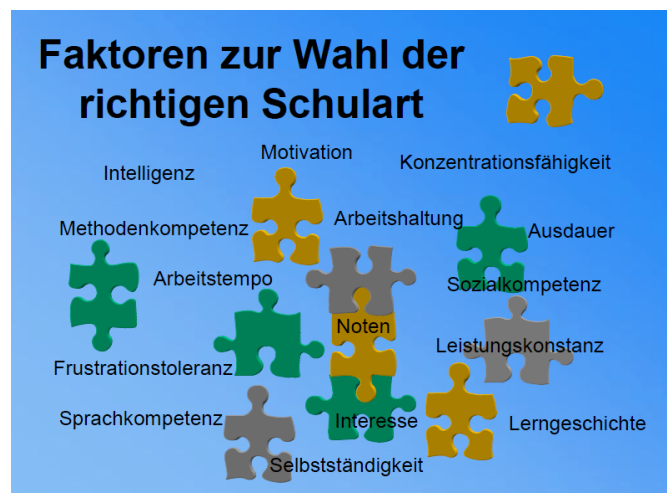 Faktoren zur Wahl der
richtigen Schulart
Motivation
Konzentrationsfähigkeit
Intelligenz
Arbeitshaltung
Methodenkompetenz
Ausdauer
Arbeitstempo
Sozialkompetenz
Noten
Leistungskonstanz
Frustrationstoleranz
Sprachkompetenz
Interesse
Lerngeschichte
Selbstständigkeit